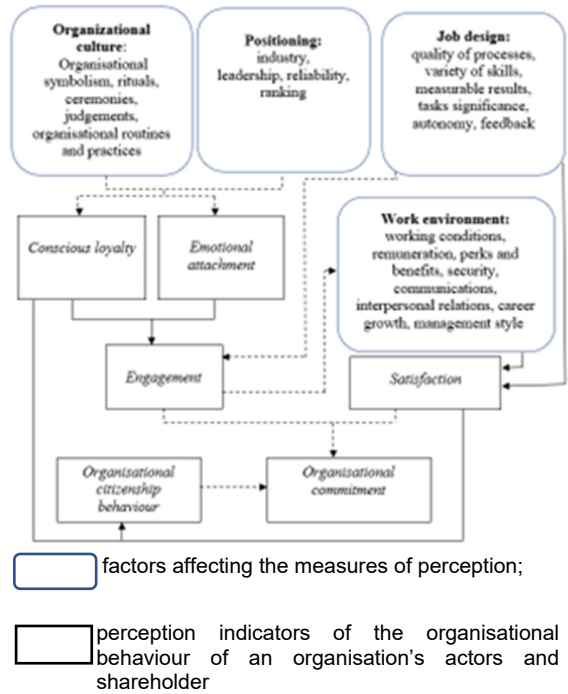 Organizational
culture:
Organisational
symbolism, rituals,
ceremonies,
judgements,
organisational routines
and practices
Positioning:
industry,
leadership, reliability,
ranking
Job design:
quality of processes,
variety of skills,
measurable results,
tasks significance,
autonomy, feedback
Conscious loyalty
Emotional
attachment
Work environment:
working conditions,
remuneration, perks and
benefits, security,
communications,
interpersonal relations, career
growth, management style
Engagement
Satisfaction
Organisational
citizenship
behaviour
Organisational
commitment
factors affecting the measures of perception;
perception indicators of the organisational
behaviour of an organisation's actors and
shareholder